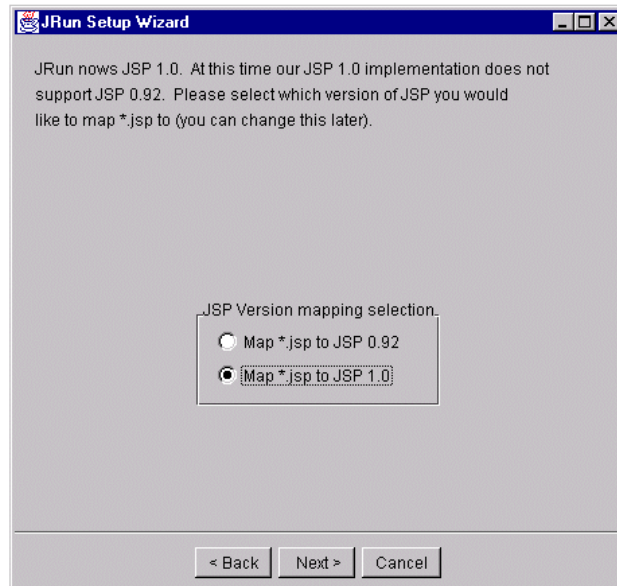 JRun Setup Wizard
JRun nows JSP 1.0. At this time our JSP 1.0 implementation does not
support JSP 0.92. Please select which version of JSP you would
like to map *.jsp to (you can change this later).
JSP Version mapping selection
Map *.jsp to JSP 0.92
Map *.jsp to JSP 1.0
< Back Next > Cancel